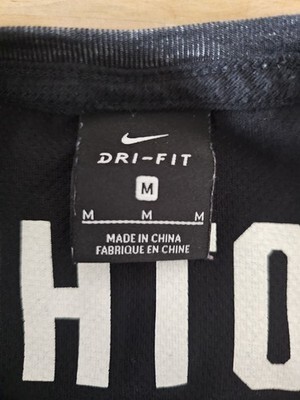 DRI-FIT
M
M M M
MADE IN CHINA
FABRIQUE EN CHINE
HTO